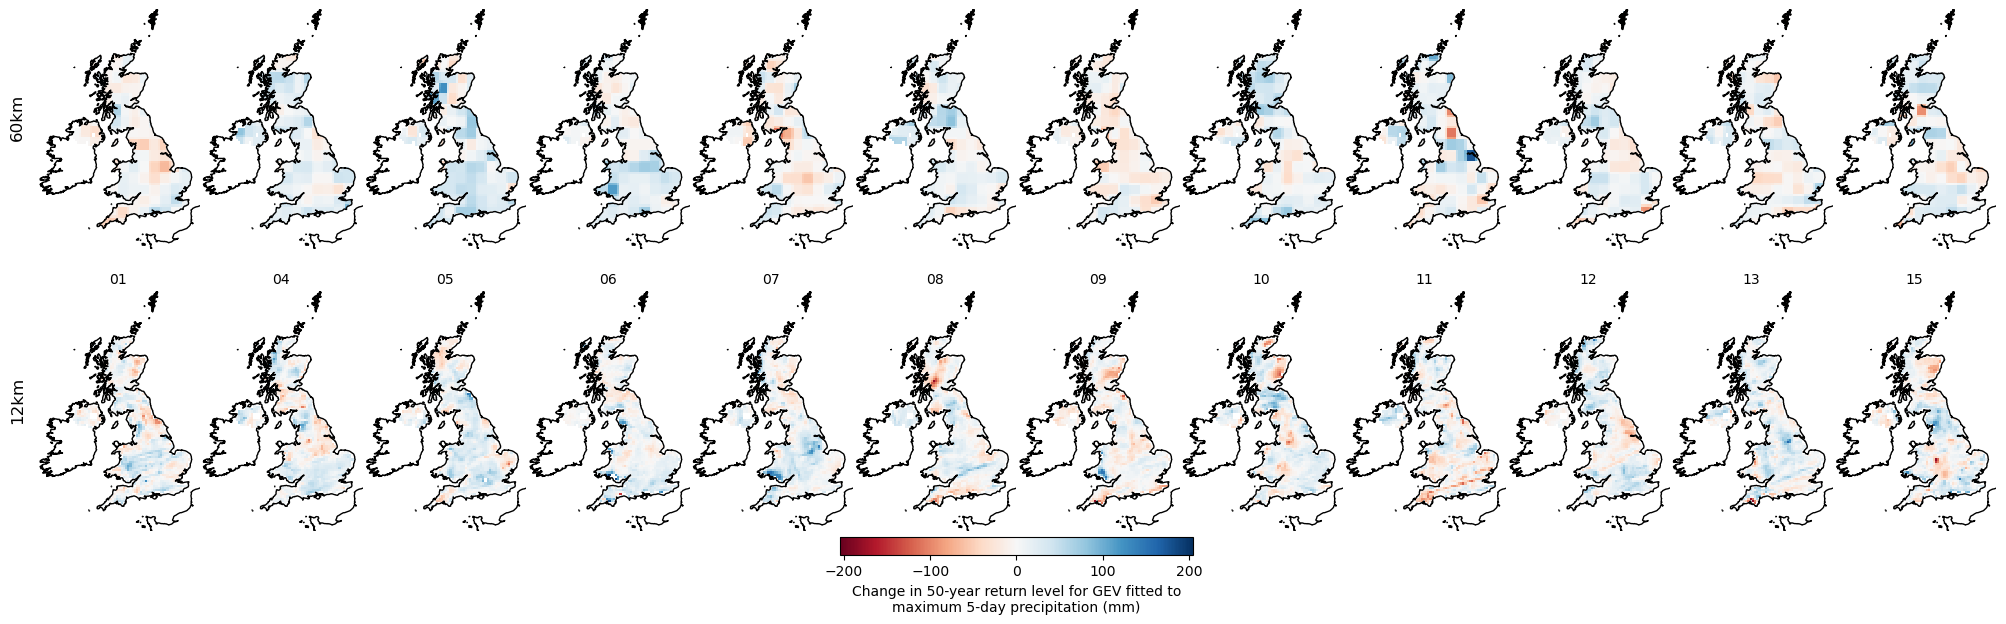 60km
01 04 05 06 07 08 09 10 11 12 13 15
12km
−200 −100 0 100 200
Change in 50-year return level for GEV fitted to
maximum 5-day precipitation (mm)